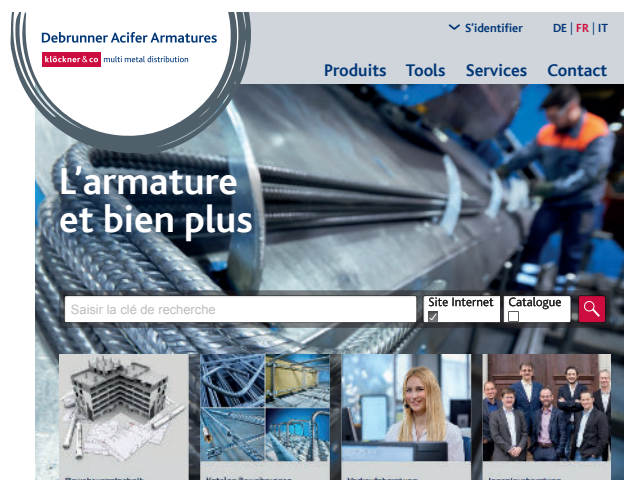 S'identifier
DE | FR | IT
Debrunner Acifer Armatures
klöckner & co multi metal distribution
Produits Tools Services Contact
L'armature
et bien plus
Saisir la clé de recherche
Site Internet
Catalogue